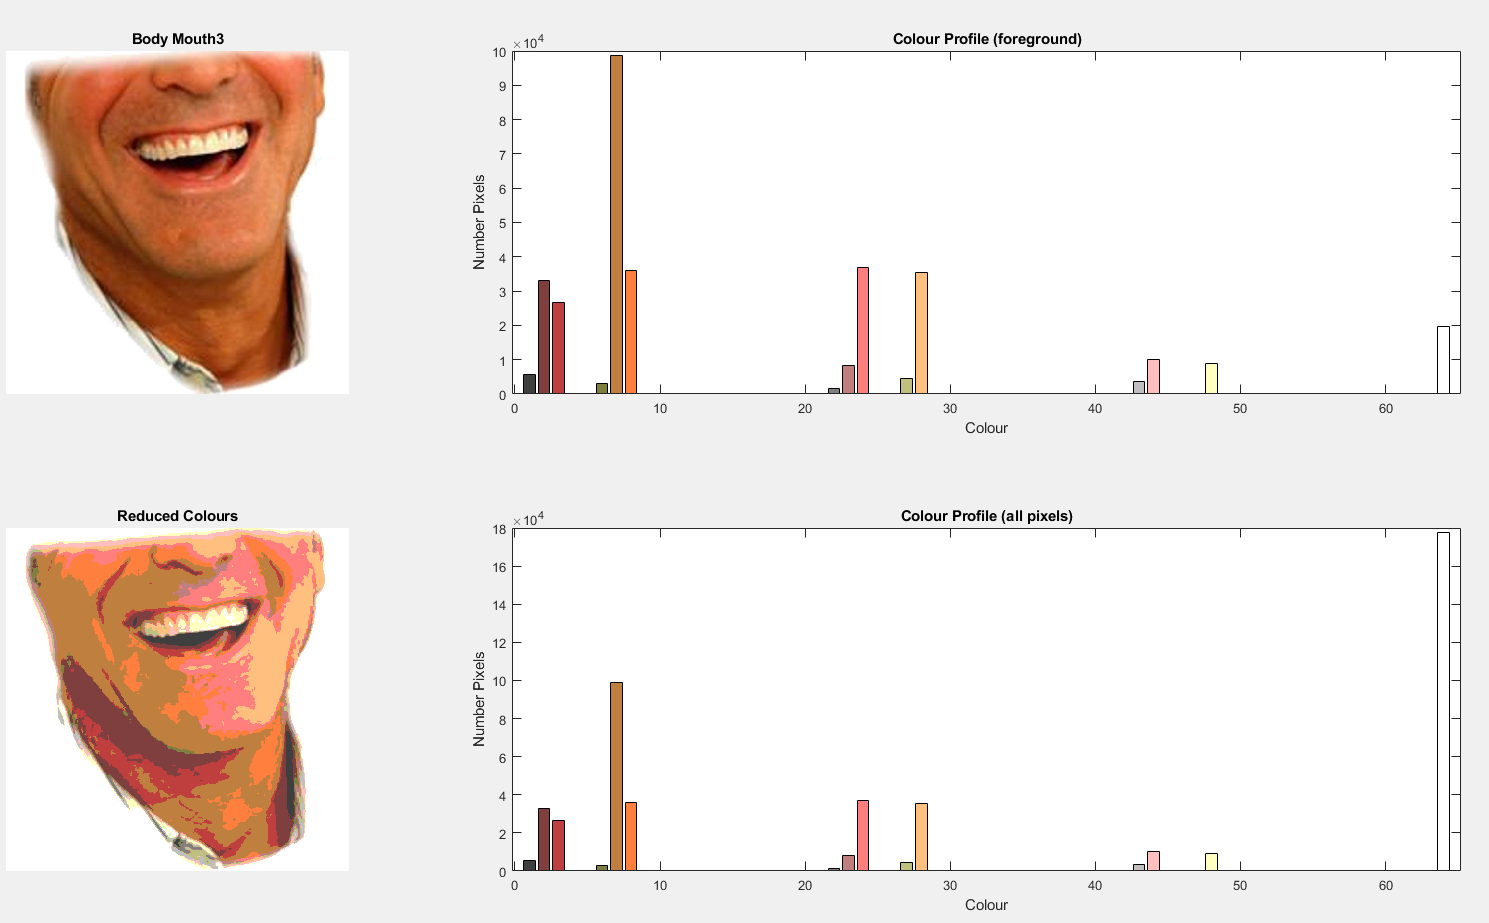 Body Mouth3
Colour Profile (foreground)
×10^4
10
9
8
7
6
5
4
3
2
1
0
Number Pixels
0 10 20 30 40 50 60
Colour
Reduced Colours
Colour Profile (all pixels)
×10^4
18
16
14
12
10
8
6
4
2
0
Number Pixels
0 10 20 30 40 50 60
Colour